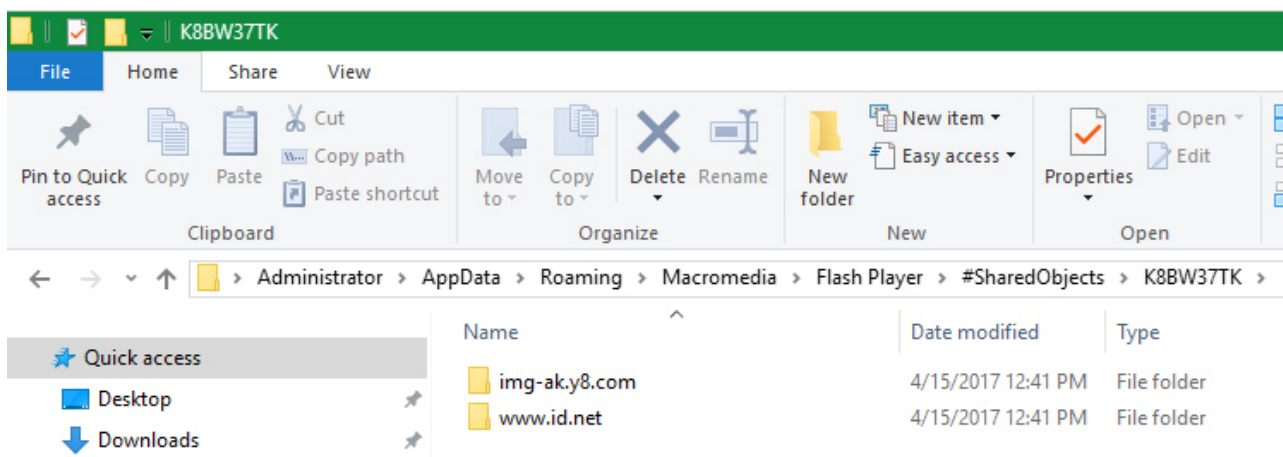 K8BW37TK
File Home Share View
Pin to Quick access
Copy
Paste
Cut
Copy path
Paste shortcut
Clipboard
Move to
Copy to
Delete
Rename
Organize
New folder
New item
Easy access
New
Properties
Open
Edit
Open
> Administrator > AppData > Roaming > Macromedia > Flash Player > #SharedObjects > K8BW37TK >
Quick access
Desktop
Downloads
Name Date modified Type
img-ak.y8.com 4/15/2017 12:41 PM File folder
www.id.net 4/15/2017 12:41 PM File folder